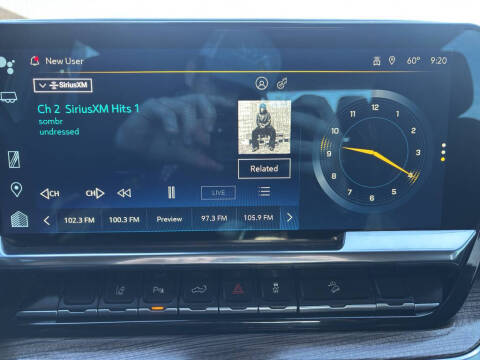 New User
60° 9:20
SiriusXM
Ch 2 SiriusXM Hits 1
sombr
undressed
Related
CH CH LIVE
102.3 FM 100.3 FM Preview 97.3 FM 105.9 FM
12
1
2
3
4
5
6
7
8
9
10
11